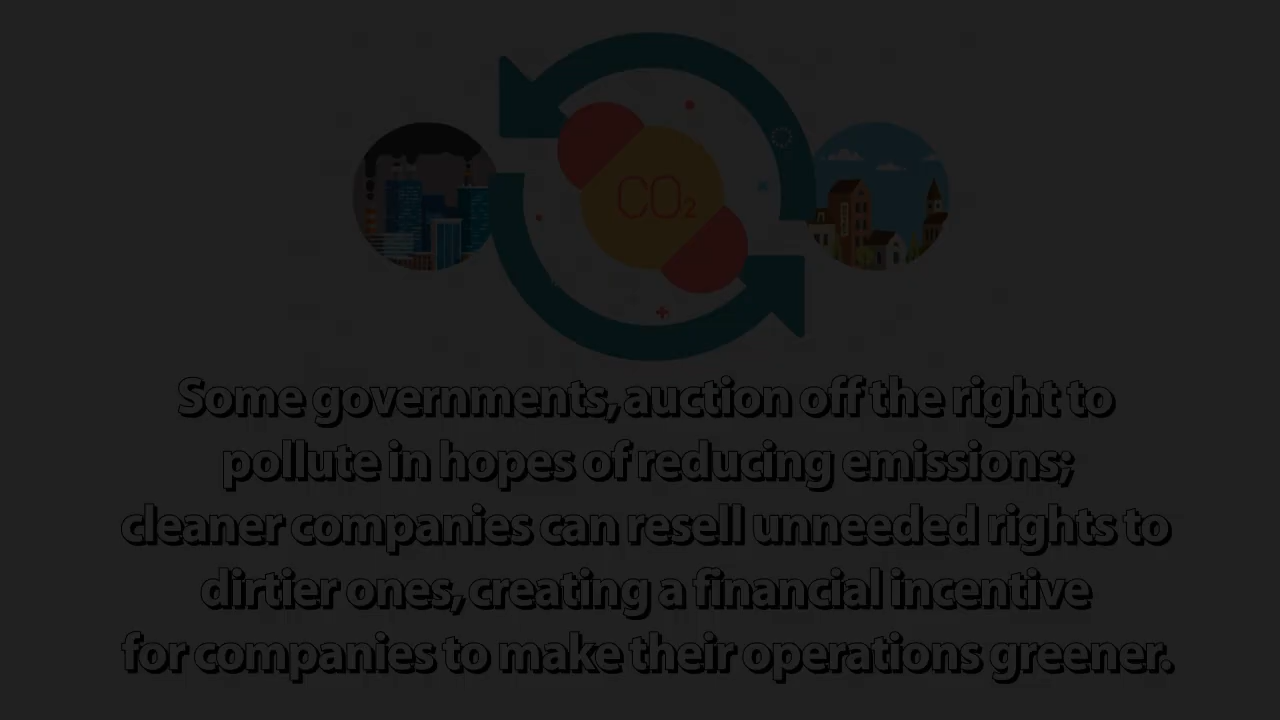 CO₂
Some governments, auction off the right to
pollute in hopes of reducing emissions;
cleaner companies can resell unneeded rights to
dirtier ones, creating a financial incentive
for companies to make their operations greener.